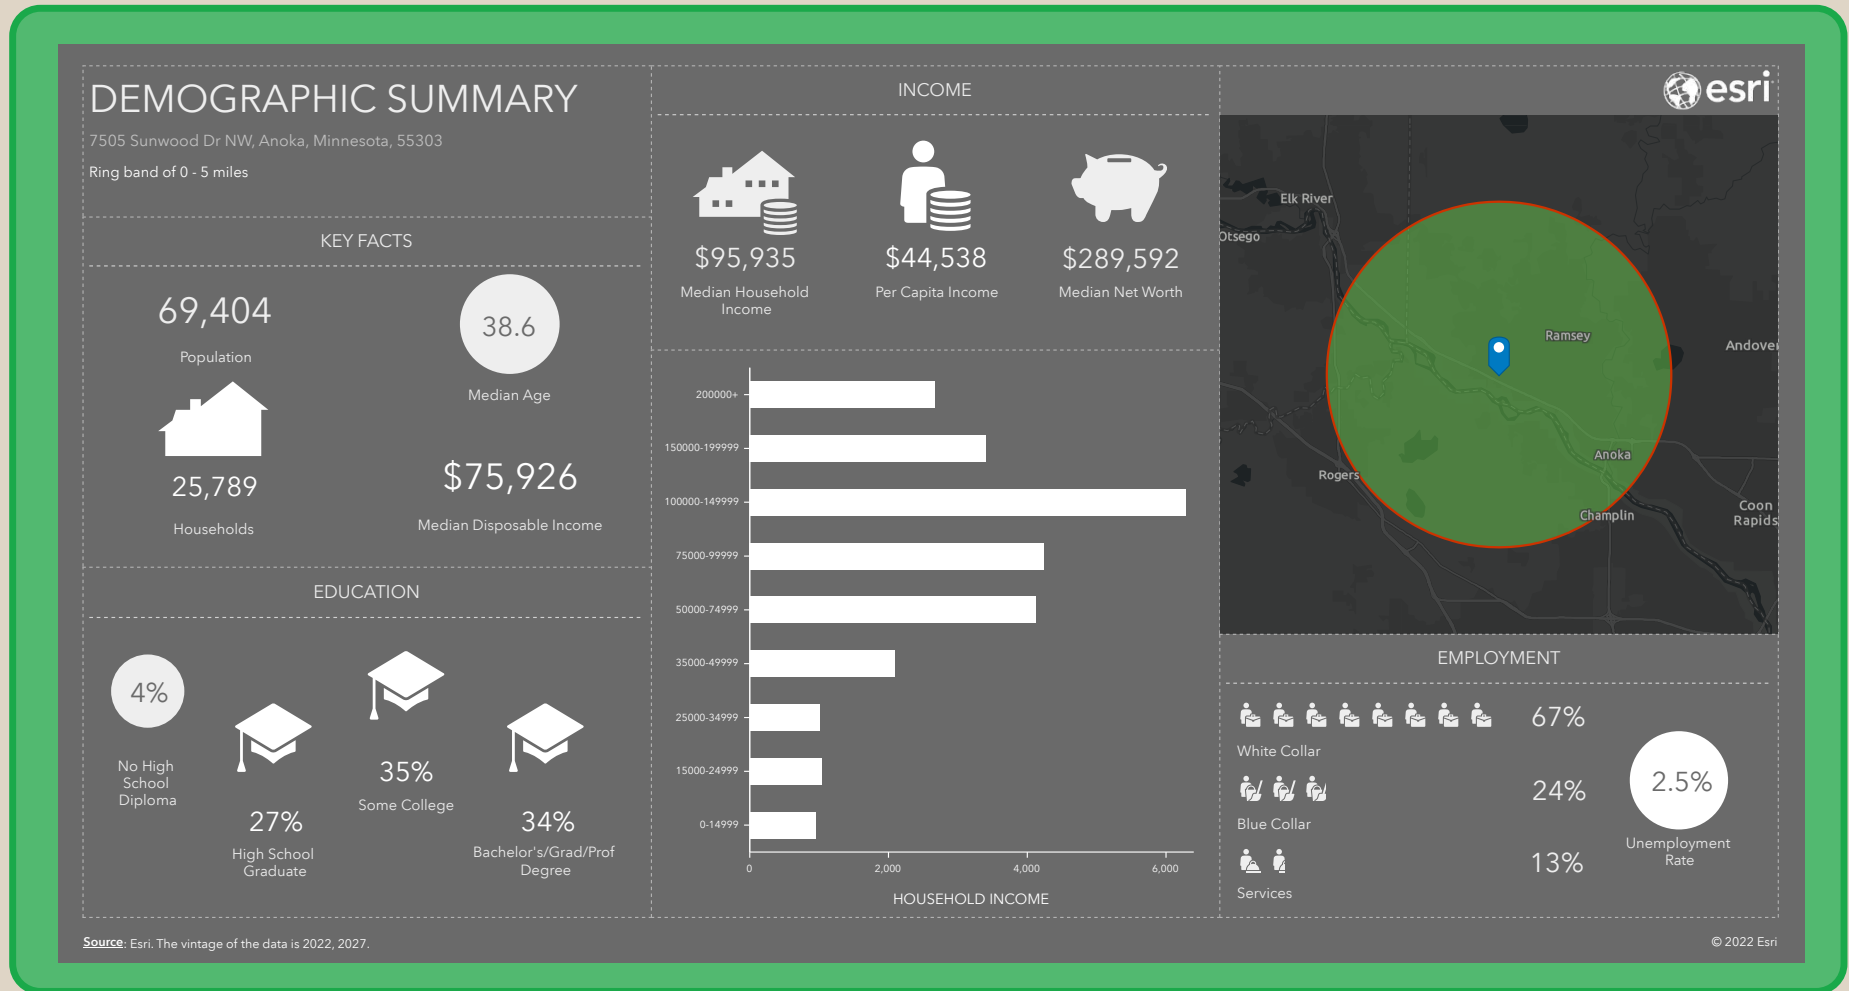 DEMOGRAPHIC SUMMARY
7505 Sunwood Dr NW, Anoka, Minnesota, 55303
Ring band of 0 - 5 miles
KEY FACTS
69,404
Population
38.6
Median Age
25,789
Households
$75,926
Median Disposable Income
EDUCATION
4%
No High
School
Diploma
27%
High School
Graduate
35%
Some College
34%
Bachelor's/Grad/Prof
Degree
INCOME
$95,935
Median Household
Income
$44,538
Per Capita Income
$289,592
Median Net Worth
200000+
150000-199999
100000-149999
75000-99999
50000-74999
35000-49999
25000-34999
15000-24999
0-14999
0 2,000 4,000 6,000
HOUSEHOLD INCOME
esri
Elk River
Otsego
Ramsey
Andover
Anoka
Rogers
Champlin
Coon
Rapids
EMPLOYMENT
67%
White Collar
24%
Blue Collar
13%
Services
2.5%
Unemployment
Rate
Source: Esri. The vintage of the data is 2022, 2027.
© 2022 Esri